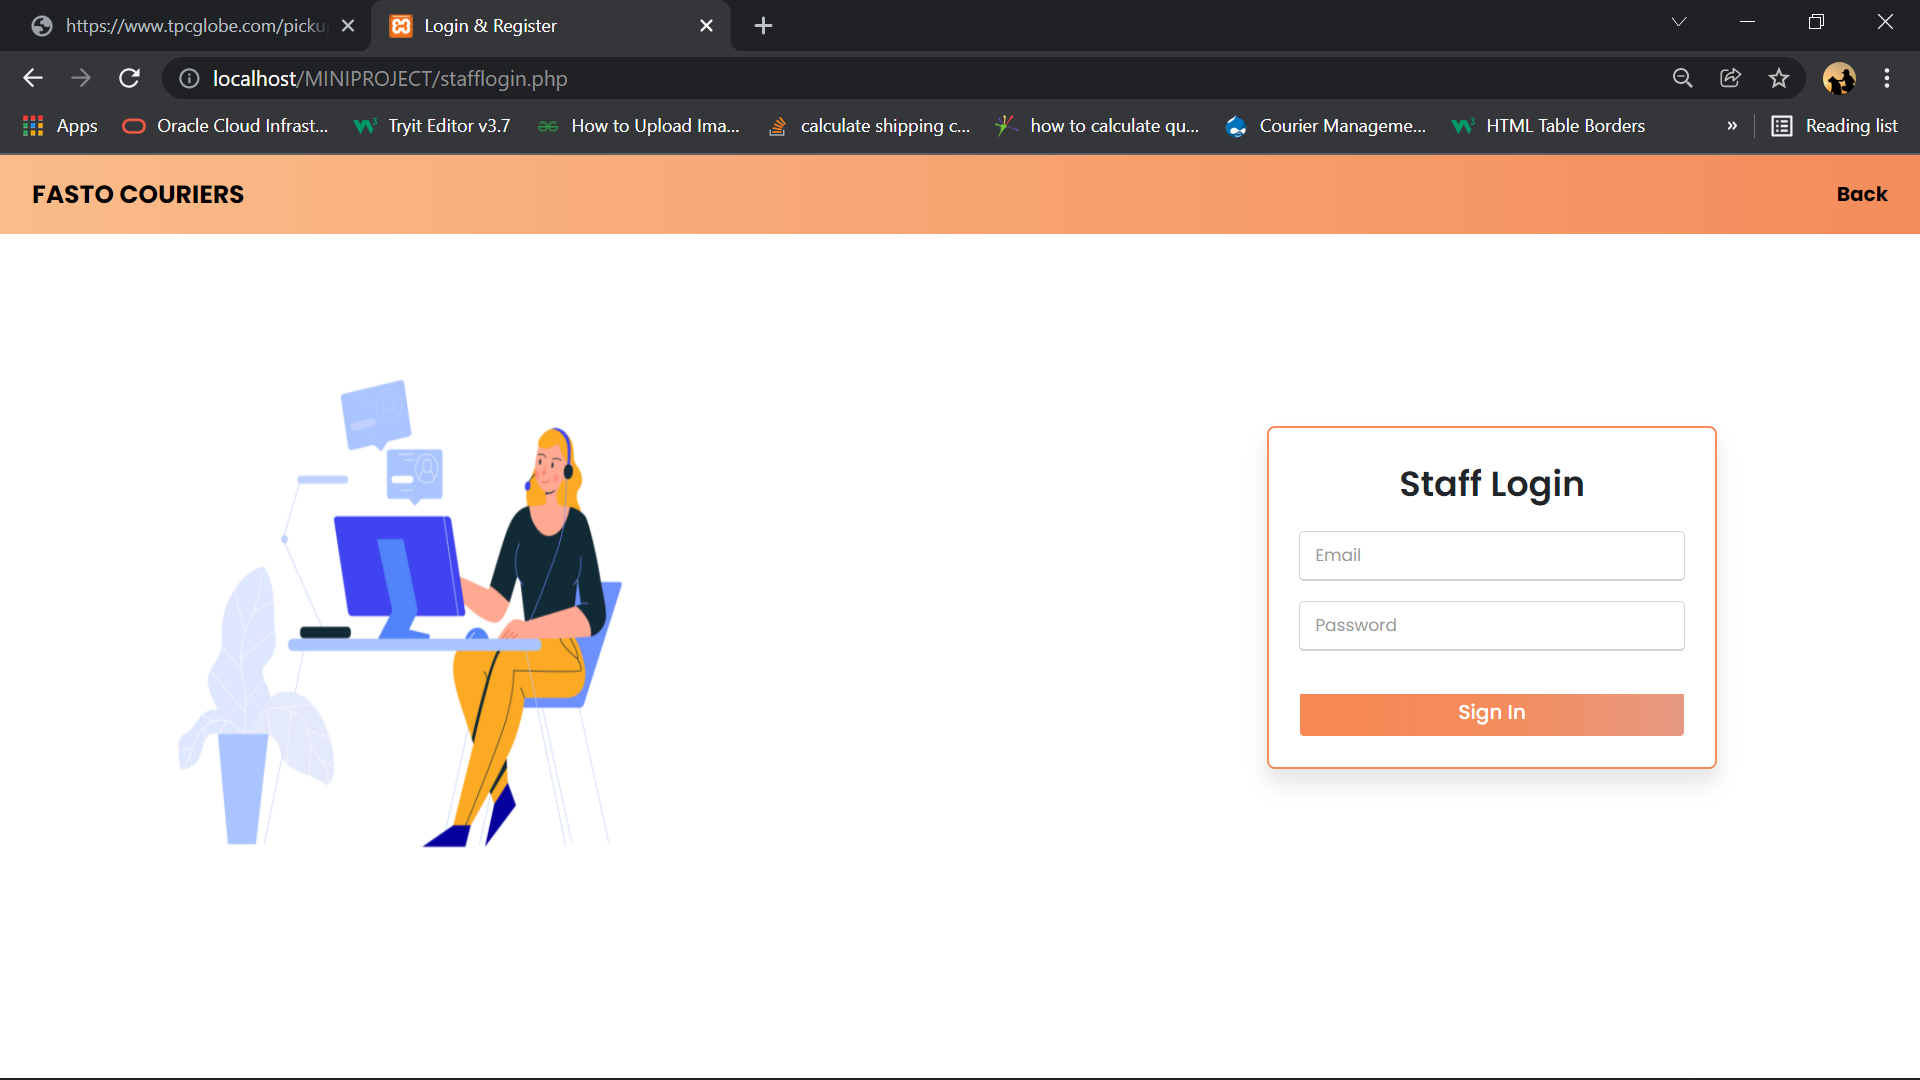 https://www.tpcglobe.com/picku
Login & Register
localhost/MINIPROJECT/stafflogin.php
Apps
Oracle Cloud Infrast...
Tryit Editor v3.7
How to Upload Ima...
calculate shipping c...
how to calculate qu...
Courier Manageme...
HTML Table Borders
»
Reading list
FASTO COURIERS
Back
Staff Login
Email
Password
Sign In